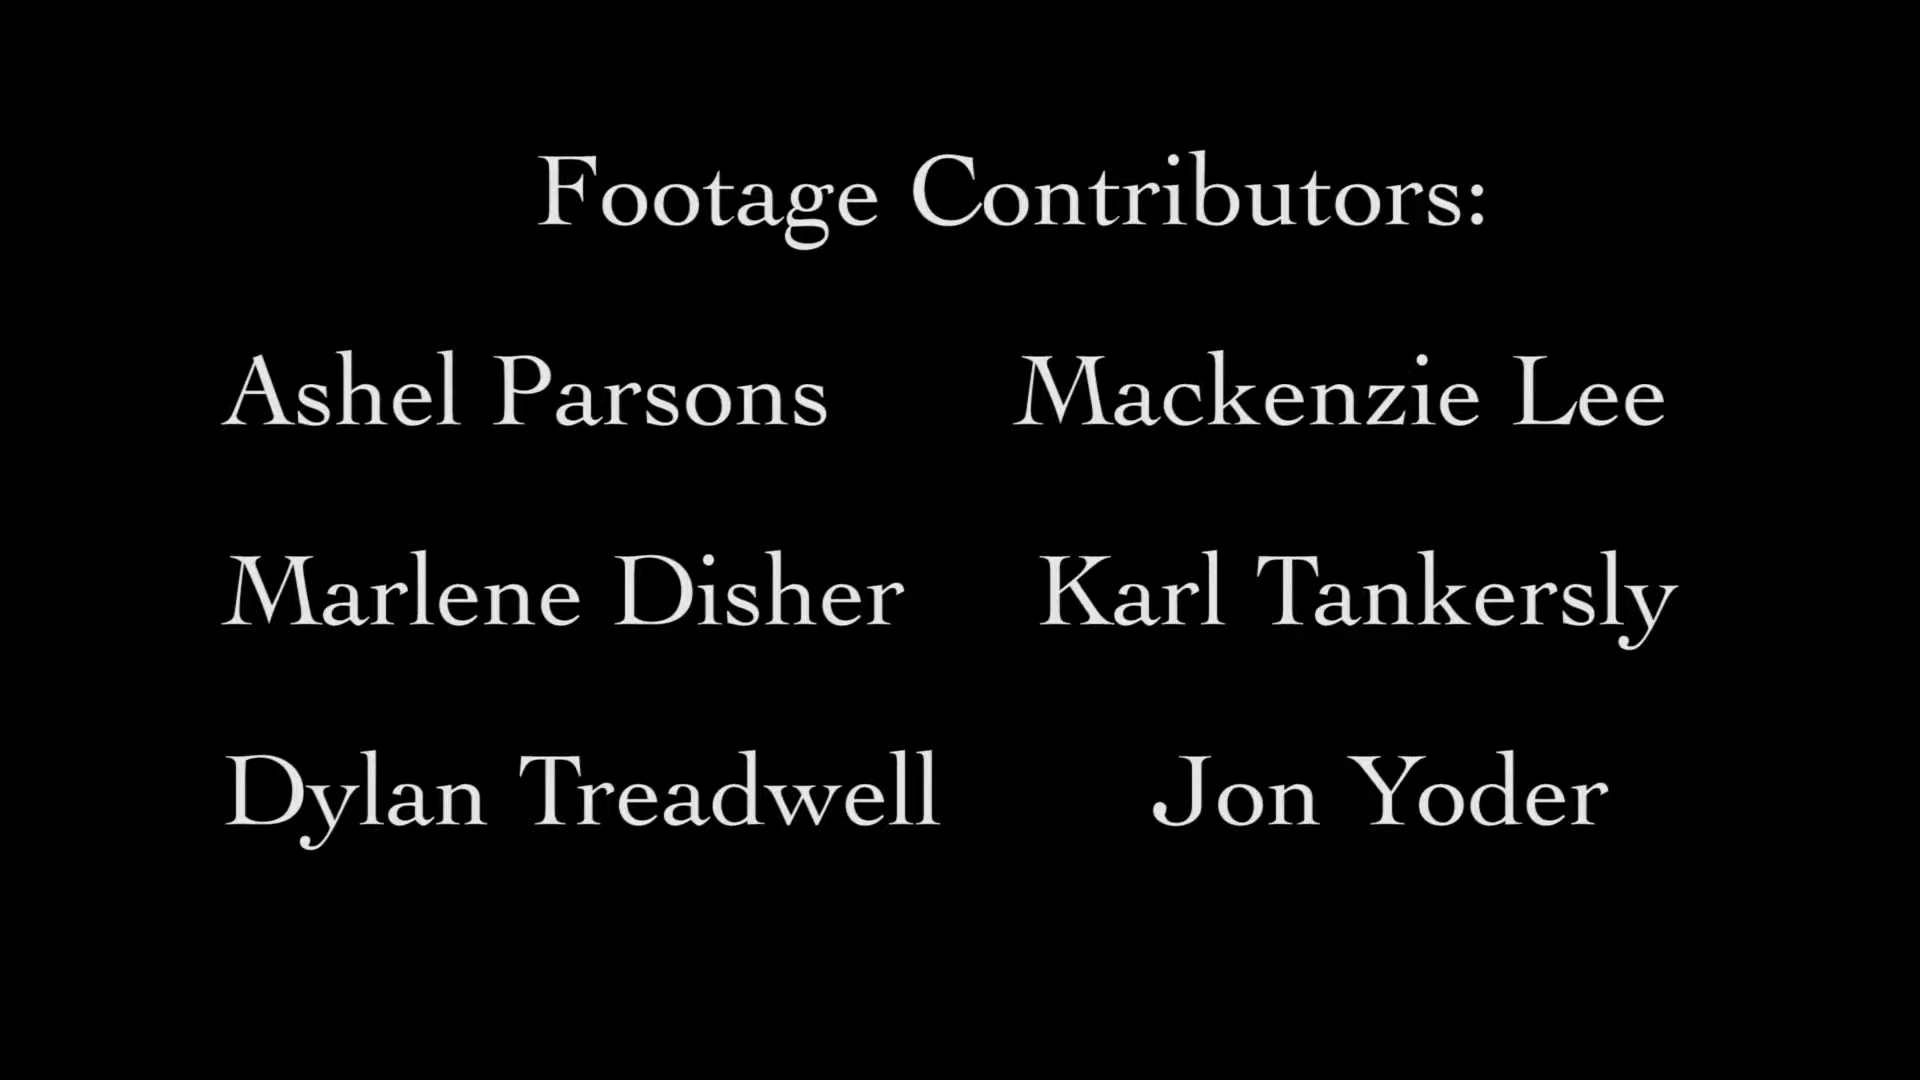 Footage Contributors:
Ashel Parsons Mackenzie Lee
Marlene Disher Karl Tankersly
Dylan Treadwell Jon Yoder